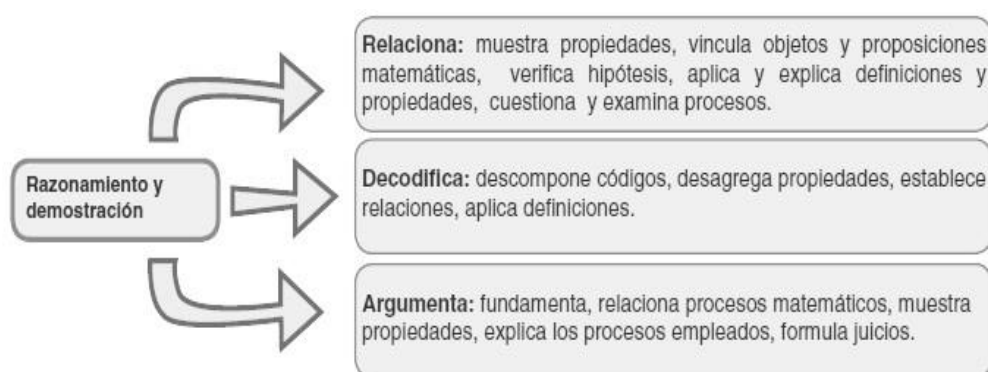 Razonamiento y
demostración
Relaciona: muestra propiedades, vincula objetos y proposiciones
matemáticas, verifica hipótesis, aplica y explica definiciones y
propiedades, cuestiona y examina procesos.
Decodifica: descompone códigos, desagrega propiedades, establece
relaciones, aplica definiciones.
Argumenta: fundamenta, relaciona procesos matemáticos, muestra
propiedades, explica los procesos empleados, formula juicios.